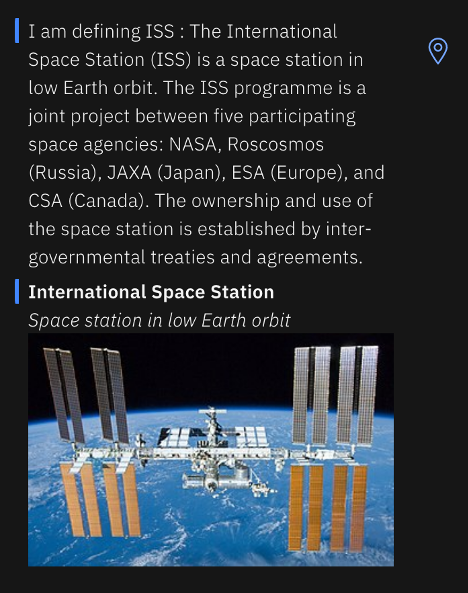 I am defining ISS : The International
Space Station (ISS) is a space station in
low Earth orbit. The ISS programme is a
joint project between five participating
space agencies: NASA, Roscosmos
(Russia), JAXA (Japan), ESA (Europe), and
CSA (Canada). The ownership and use of
the space station is established by inter-
governmental treaties and agreements.
International Space Station
Space station in low Earth orbit